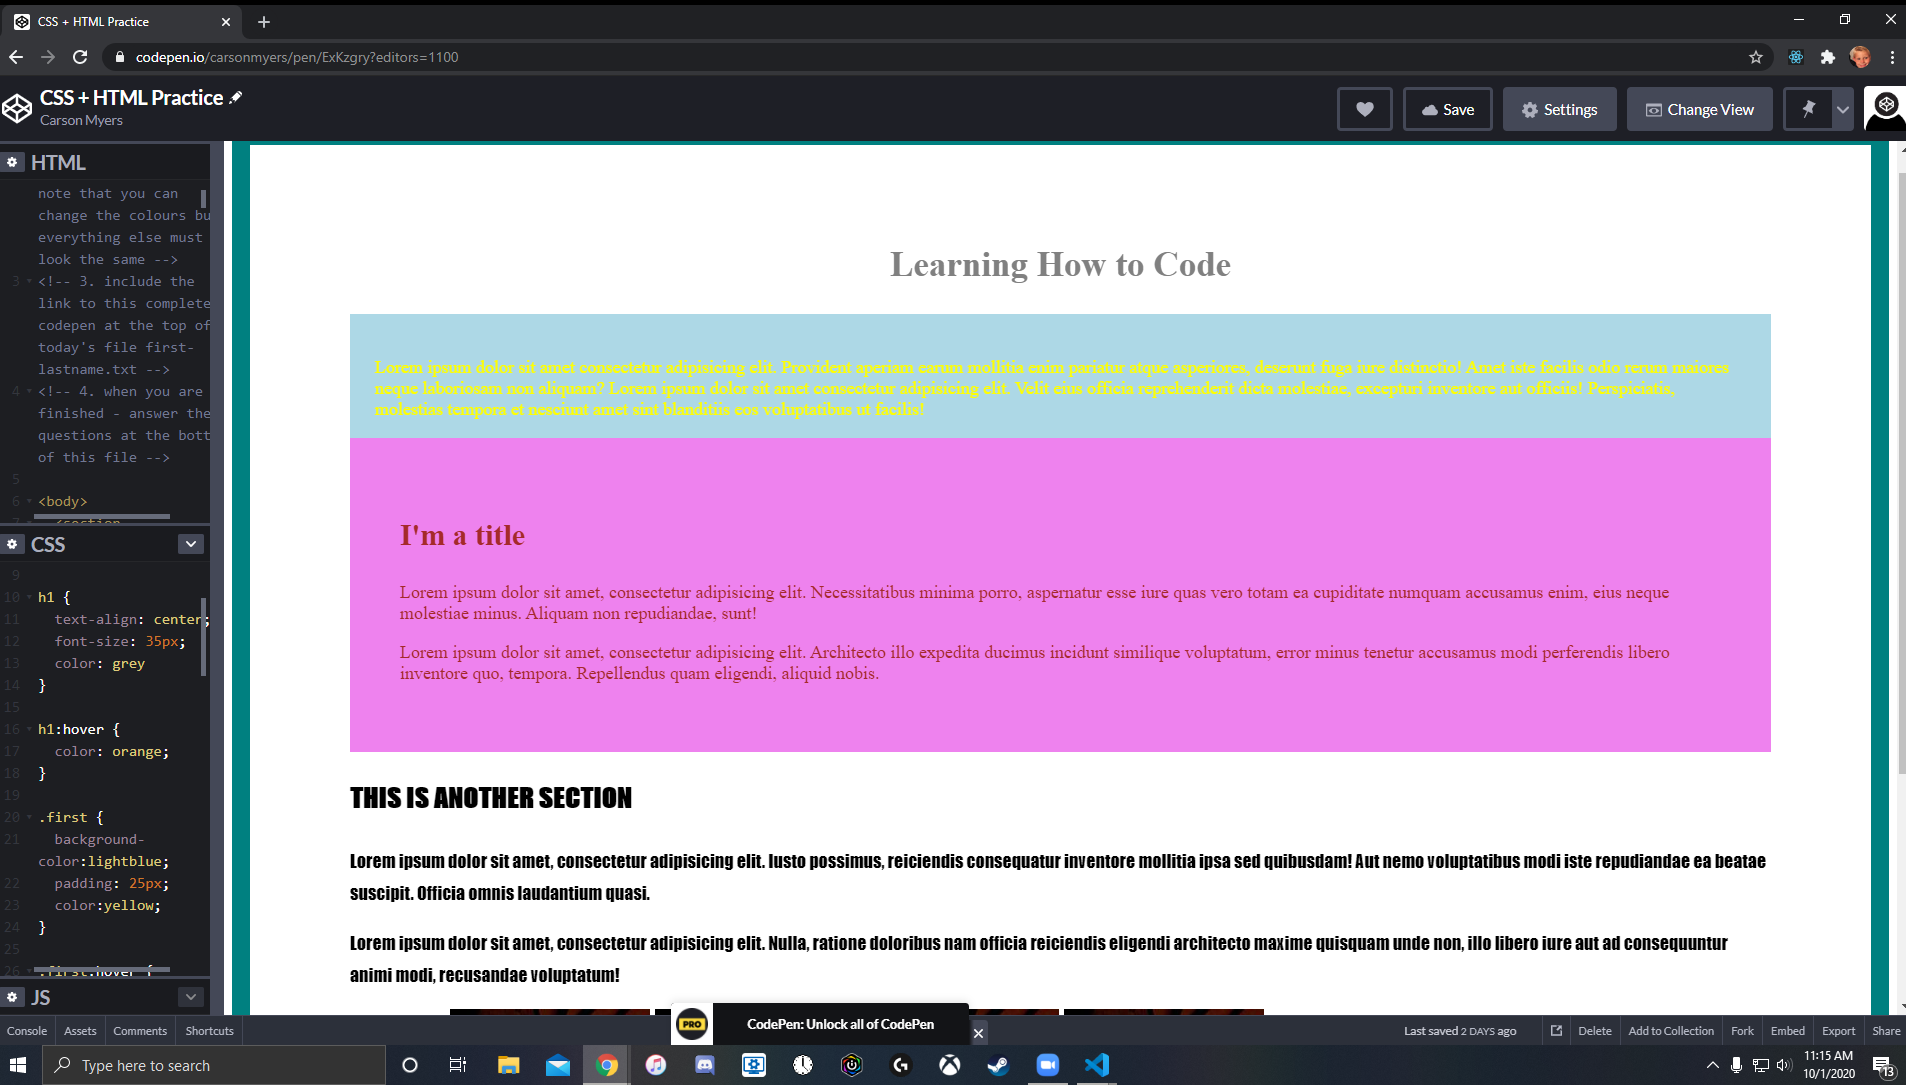 CSS + HTML Practice
codepen.io/carsonmyers/pen/ExKzgry?editors=1100
CSS + HTML Practice
Carson Myers
Save
Settings
Change View
HTML
note that you can
change the colours bu
everything else must
look the same -->
3 <!-- 3. include the
link to this complete
codepen at the top of
today's file first-
lastname.txt -->
4 <!-- 4. when you are
finished - answer the
questions at the bott
of this file -->
5
6 <body>
7 <section
CSS
9
10 h1 {
11 text-align: center;
12 font-size: 35px;
13 color: grey
14 }
15
16 h1:hover {
17 color: orange;
18 }
19
20 .first {
21 background-
color:lightblue;
22 padding: 25px;
23 color:yellow;
24 }
25
26 .first:hover {
JS
Learning How to Code
Lorem ipsum dolor sit amet consectetur adipisicing elit. Provident aperiam earum mollitia enim pariatur atque asperiores, deserunt fuga iure distinctio! Amet iste facilis odio rerum maiores
neque laboriosam non aliquam? Lorem ipsum dolor sit amet consectetur adipisicing elit. Velit eius officia reprehenderit dicta molestiae, excepturi inventore aut officiis! Perspiciatis,
molestias tempora et nesciunt amet sint blanditiis eos voluptatibus ut facilis!
I'm a title
Lorem ipsum dolor sit amet, consectetur adipisicing elit. Necessitatibus minima porro, aspernatur esse iure quas vero totam ea cupiditate numquam accusamus enim, eius neque
molestiae minus. Aliquam non repudiandae, sunt!
Lorem ipsum dolor sit amet, consectetur adipisicing elit. Architecto illo expedita ducimus incidunt similique voluptatum, error minus tenetur accusamus modi perferendis libero
inventore quo, tempora. Repellendus quam eligendi, aliquid nobis.
THIS IS ANOTHER SECTION
Lorem ipsum dolor sit amet, consectetur adipisicing elit. Iusto possimus, reiciendis consequatur inventore mollitia ipsa sed quibusdam! Aut nemo voluptatibus modi iste repudiandae ea beatae
suscipit. Officia omnis laudantium quasi.
Lorem ipsum dolor sit amet, consectetur adipisicing elit. Nulla, ratione doloribus nam officia reiciendis eligendi architecto maxime quisquam unde non, illo libero iure aut ad consequuntur
animi modi, recusandae voluptatum!
PRO CodePen: Unlock all of CodePen
Console Assets Comments Shortcuts
Last saved 2 DAYS ago Delete Add to Collection Fork Embed Export Share
Type here to search
11:15 AM
10/1/2020
13